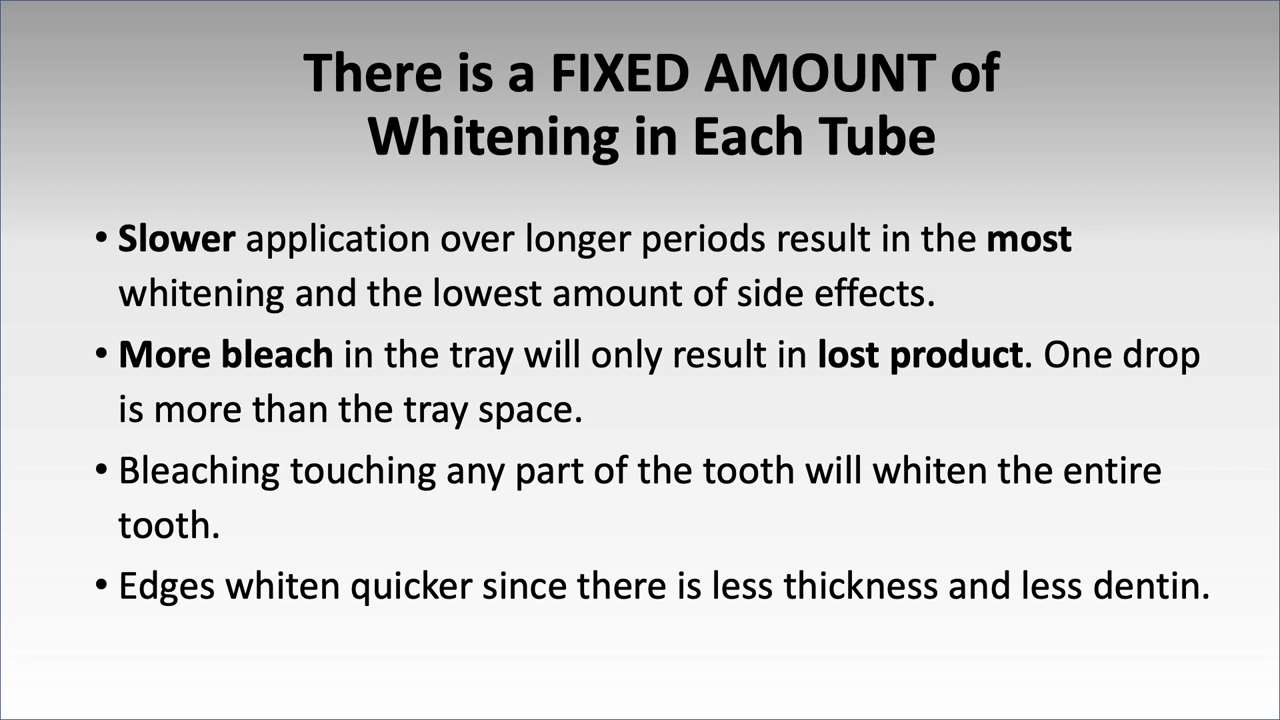 There is a FIXED AMOUNT of
Whitening in Each Tube
• Slower application over longer periods result in the most
whitening and the lowest amount of side effects.
• More bleach in the tray will only result in lost product. One drop
is more than the tray space.
• Bleaching touching any part of the tooth will whiten the entire
tooth.
• Edges whiten quicker since there is less thickness and less dentin.